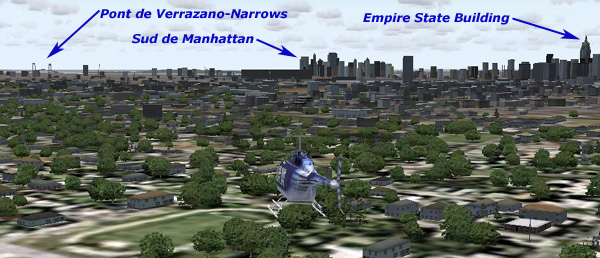 Pont de Verrazano-Narrows
Empire State Building
Sud de Manhattan